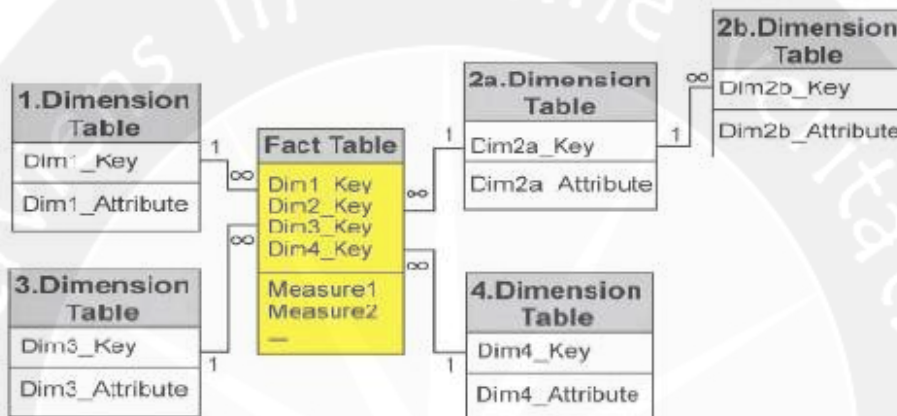 1.Dimension
Table
Dim1_Key
Dim1_Attribute
1
∞
Fact Table
Dim1_Key
Dim2_Key
Dim3_Key
Dim4_Key
Measure1
Measure2
2a.Dimension
Table
Dim2a_Key
Dim2a_Attribute
1
∞
2b.Dimension
Table
Dim2b_Key
Dim2b_Attribute
1
∞
3.Dimension
Table
Dim3_Key
Dim3_Attribute
1
∞
4.Dimension
Table
Dim4_Key
Dim4_Attribute
1
∞